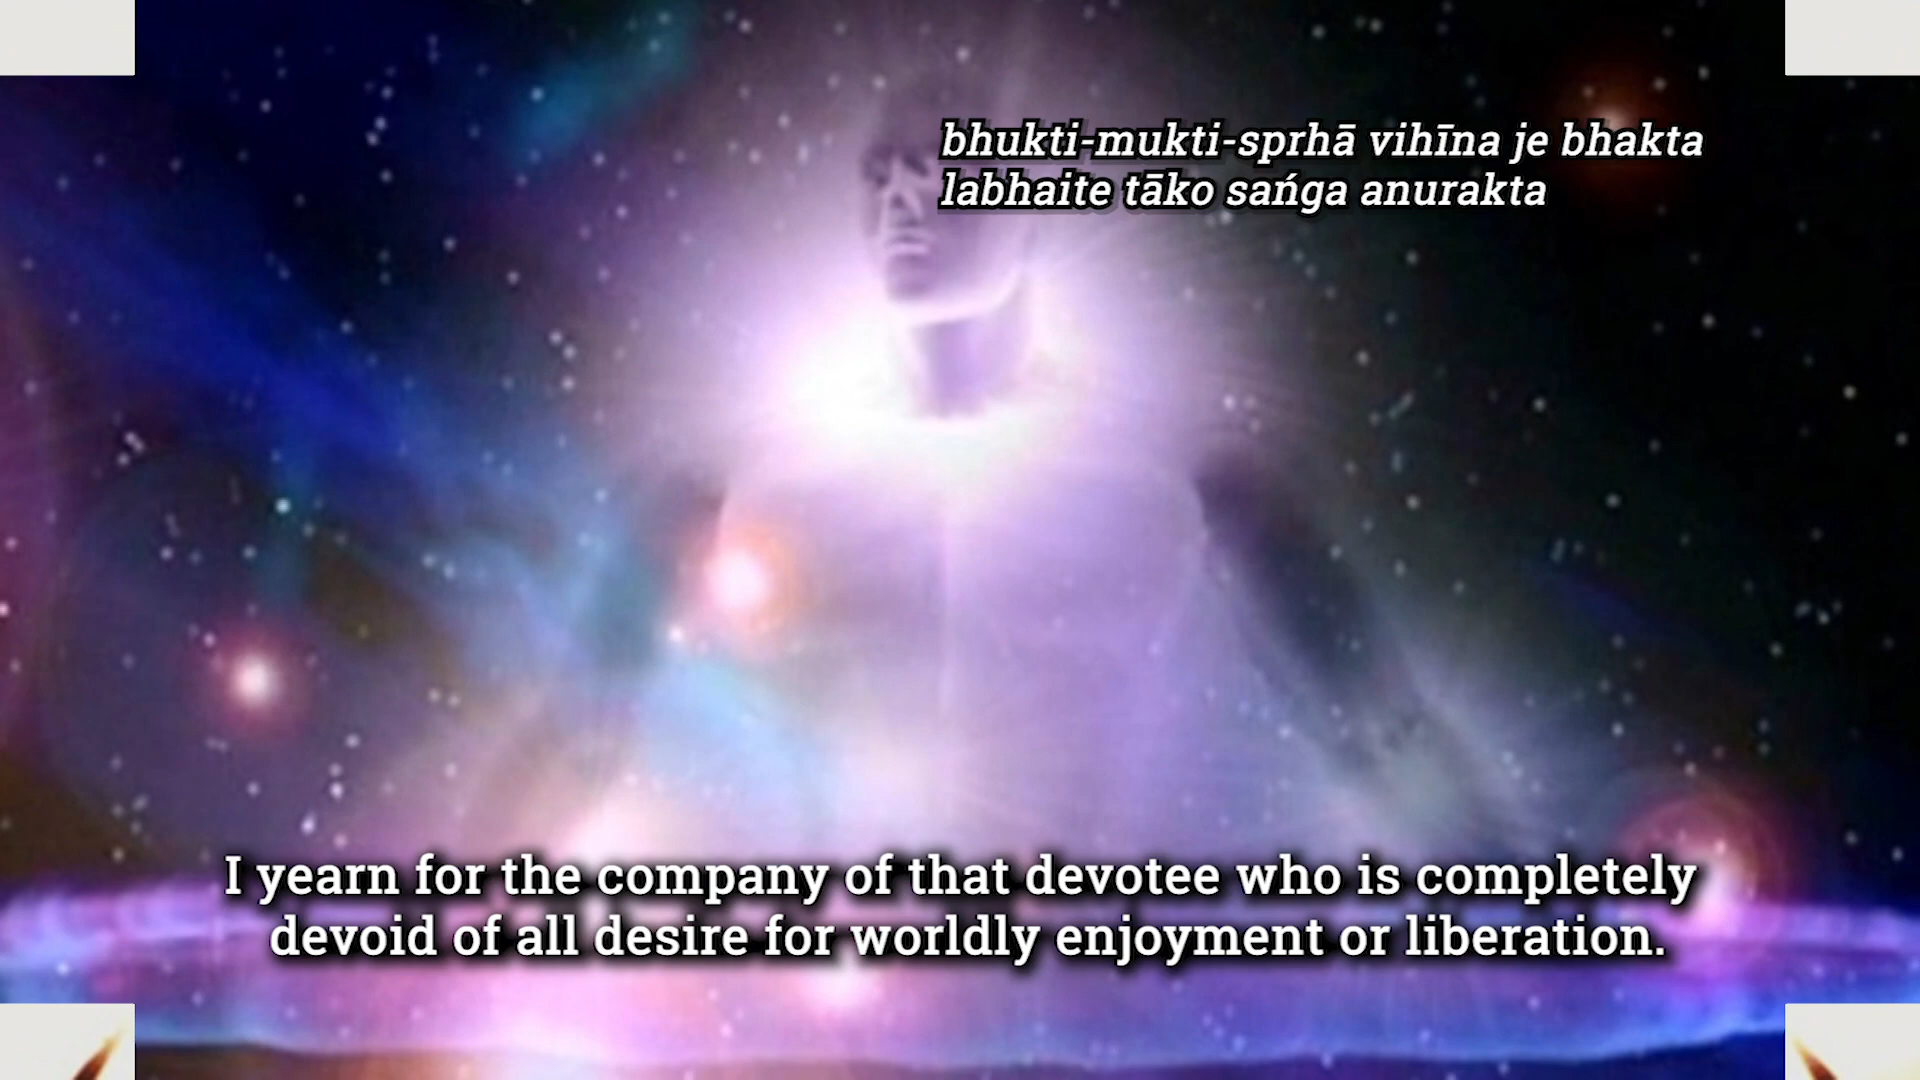 bhukti-mukti-sprhā vihīna je bhakta
labhaite tāko sańga anurakta
I yearn for the company of that devotee who is completely
devoid of all desire for worldly enjoyment or liberation.